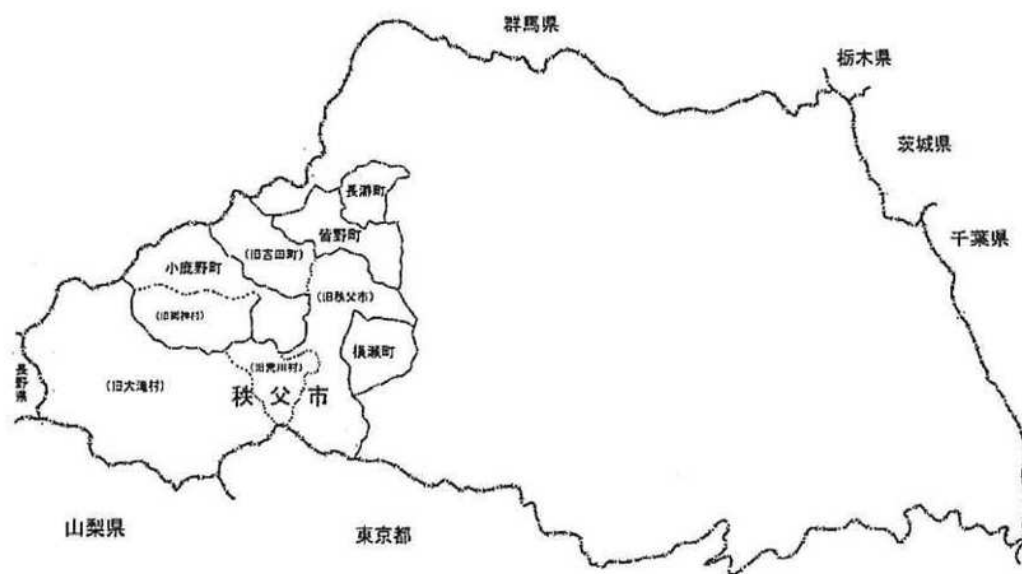 群馬県
栃木県
茨城県
千葉県
長瀞町
皆野町
(旧吉田町)
小鹿野町
(旧秩父市)
(旧両神村)
横瀬町
(旧荒川村)
長野県
(旧大滝村)
秩父市
山梨県
東京都